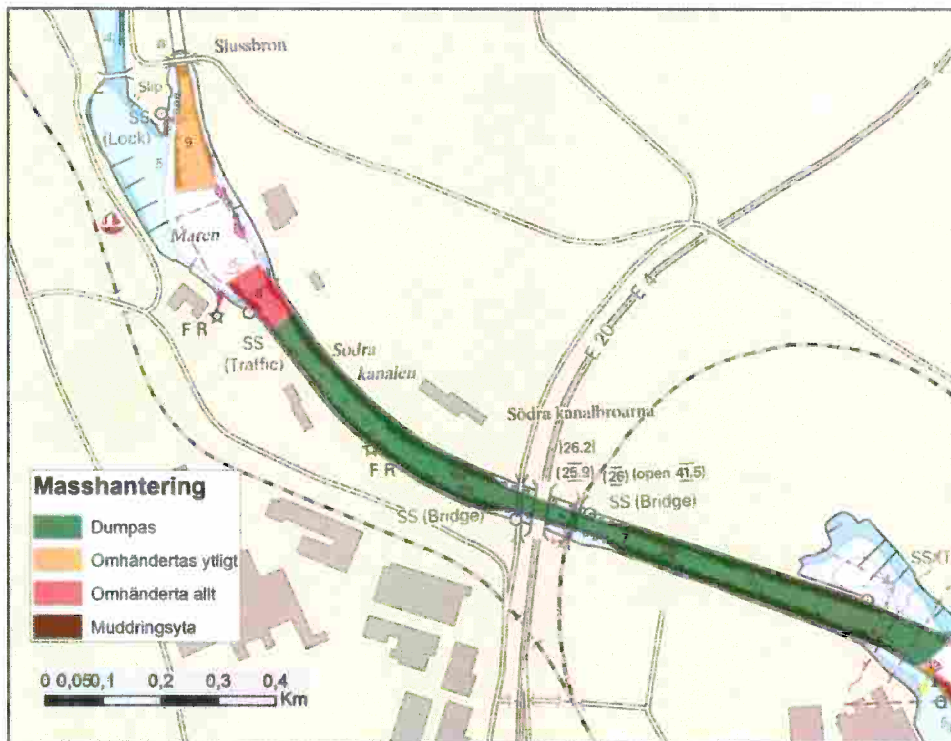 Slussbron
Slip
SS
(Lock)
9
5
Maren
F R
SS
(Traffic)
Södra
kanalen
E 20
E 4
Södra kanalbroarna
(26.2)
(25.9)
(26) (open 41.5)
SS (Bridge)
SS (Bridge)
F R
Masshantering
Dumpas
Omhändertas ytligt
Omhänderta allt
Muddringsyta
0 0,050,1 0,2 0,3 0,4
Km